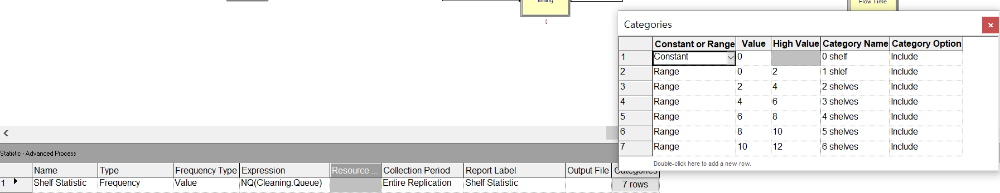 Milling
0
Flow Time
Categories
x
Constant or Range Value High Value Category Name Category Option
1 Constant 0 0 shelf Include
2 Range 0 2 1 shlef Include
3 Range 2 4 2 shelves Include
4 Range 4 6 3 shelves Include
5 Range 6 8 4 shelves Include
6 Range 8 10 5 shelves Include
7 Range 10 12 6 shelves Include
Double-click here to add a new row.
Statistic - Advanced Process
Name Type Frequency Type Expression Resource ... Collection Period Report Label Output File Categories
1 Shelf Statistic Frequency Value NQ(Cleaning.Queue) Entire Replication Shelf Statistic 7 rows